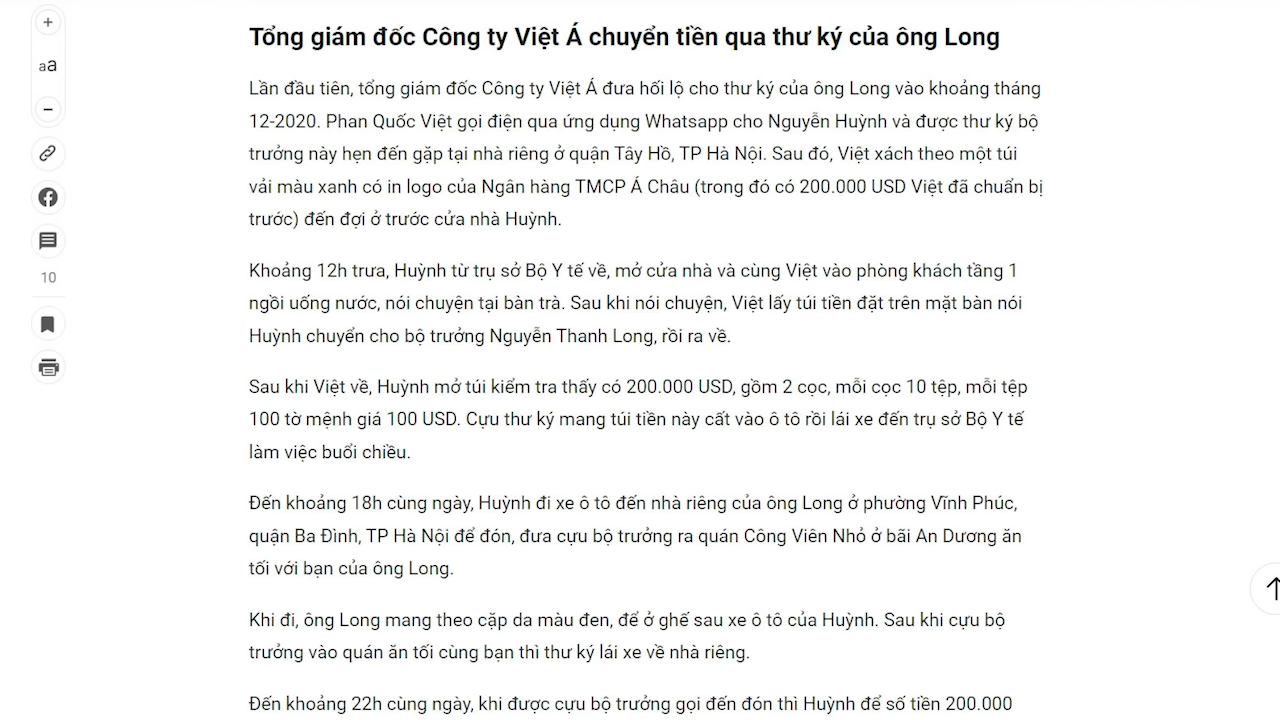 Tổng giám đốc Công ty Việt Á chuyển tiền qua thư ký của ông Long
+
aA
−
10
Lần đầu tiên, tổng giám đốc Công ty Việt Á đưa hối lộ cho thư ký của ông Long vào khoảng tháng
12-2020. Phan Quốc Việt gọi điện qua ứng dụng Whatsapp cho Nguyễn Huỳnh và được thư ký bộ
trưởng này hẹn đến gặp tại nhà riêng ở quận Tây Hồ, TP Hà Nội. Sau đó, Việt xách theo một túi
vải màu xanh có in logo của Ngân hàng TMCP Á Châu (trong đó có 200.000 USD Việt đã chuẩn bị
trước) đến đợi ở trước cửa nhà Huỳnh.
Khoảng 12h trưa, Huỳnh từ trụ sở Bộ Y tế về, mở cửa nhà và cùng Việt vào phòng khách tầng 1
ngồi uống nước, nói chuyện tại bàn trà. Sau khi nói chuyện, Việt lấy túi tiền đặt trên mặt bàn nói
Huỳnh chuyển cho bộ trưởng Nguyễn Thanh Long, rồi ra về.
Sau khi Việt về, Huỳnh mở túi kiểm tra thấy có 200.000 USD, gồm 2 cọc, mỗi cọc 10 tệp, mỗi tệp
100 tờ mệnh giá 100 USD. Cựu thư ký mang túi tiền này cất vào ô tô rồi lái xe đến trụ sở Bộ Y tế
làm việc buổi chiều.
Đến khoảng 18h cùng ngày, Huỳnh đi xe ô tô đến nhà riêng của ông Long ở phường Vĩnh Phúc,
quận Ba Đình, TP Hà Nội để đón, đưa cựu bộ trưởng ra quán Công Viên Nhỏ ở bãi An Dương ăn
tối với bạn của ông Long.
Khi đi, ông Long mang theo cặp da màu đen, để ở ghế sau xe ô tô của Huỳnh. Sau khi cựu bộ
trưởng vào quán ăn tối cùng bạn thì thư ký lái xe về nhà riêng.
Đến khoảng 22h cùng ngày, khi được cựu bộ trưởng gọi đến đón thì Huỳnh để số tiền 200.000